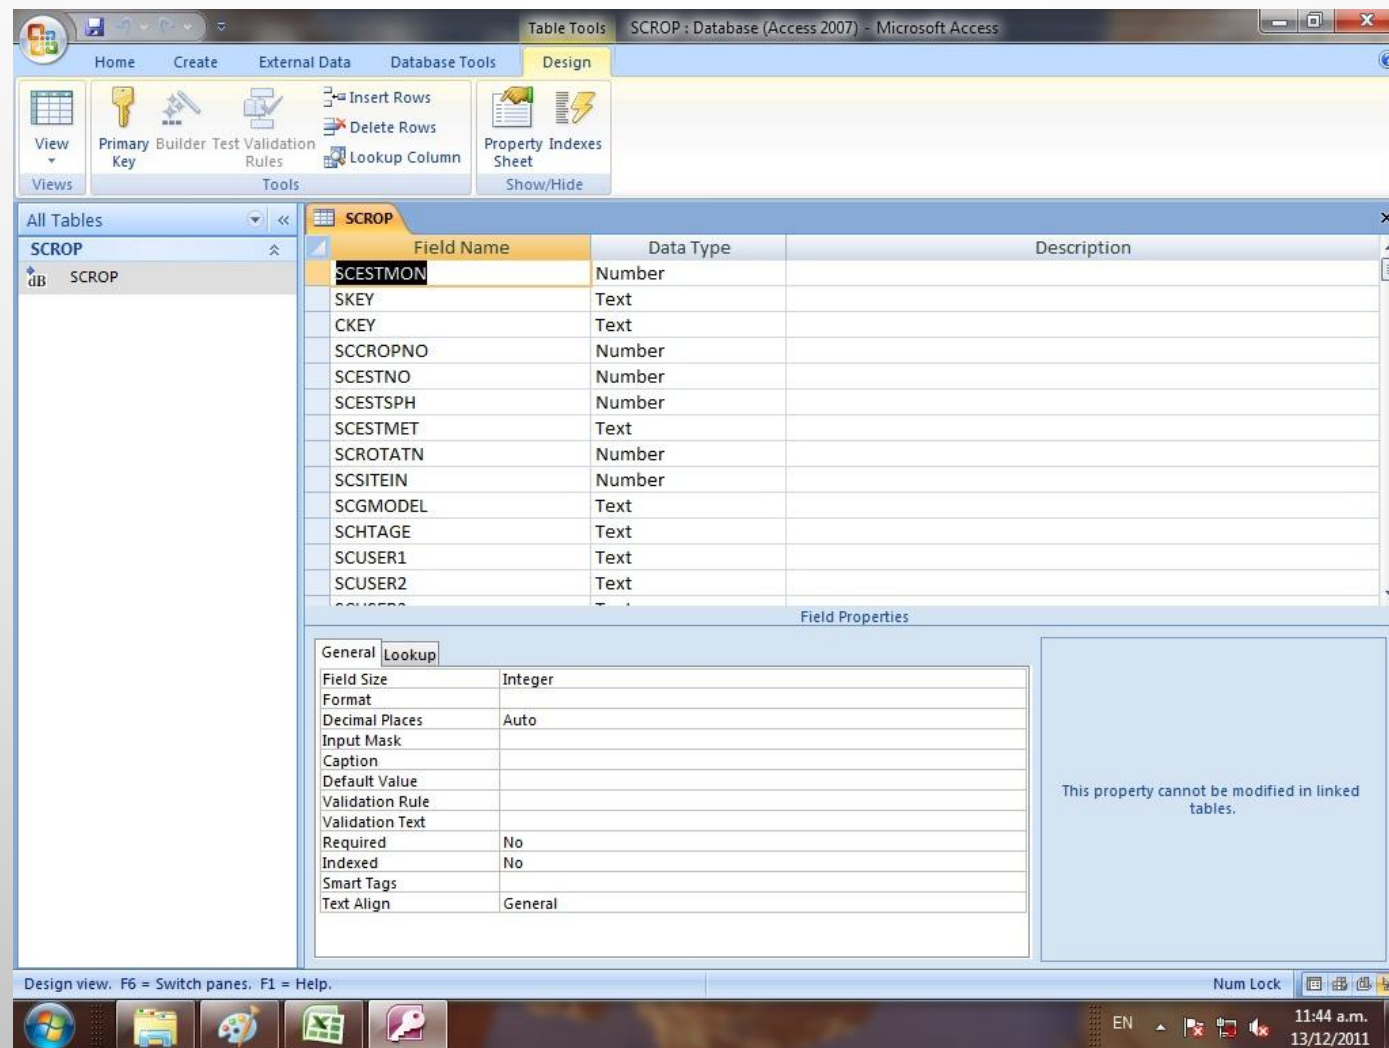 Table Tools SCROP : Database (Access 2007) - Microsoft Access
Home Create External Data Database Tools Design
View
Views
Primary Key
Builder
Test Validation Rules
Insert Rows
Delete Rows
Lookup Column
Tools
Property Sheet
Indexes
Show/Hide
All Tables
SCROP
dB SCROP
SCROP
Field Name Data Type Description
SCESTMON Number
SKEY Text
CKEY Text
SCCROPNO Number
SCESTNO Number
SCESTSPH Number
SCESTMET Text
SCROTATN Number
SCSITEIN Number
SCGMODEL Text
SCHTAGE Text
SCUSER1 Text
SCUSER2 Text
Field Properties
General Lookup
Field Size Integer
Format
Decimal Places Auto
Input Mask
Caption
Default Value
Validation Rule
Validation Text
Required No
Indexed No
Smart Tags
Text Align General
This property cannot be modified in linked
tables.
Design view. F6 = Switch panes. F1 = Help. Num Lock
EN 11:44 a.m.
13/12/2011